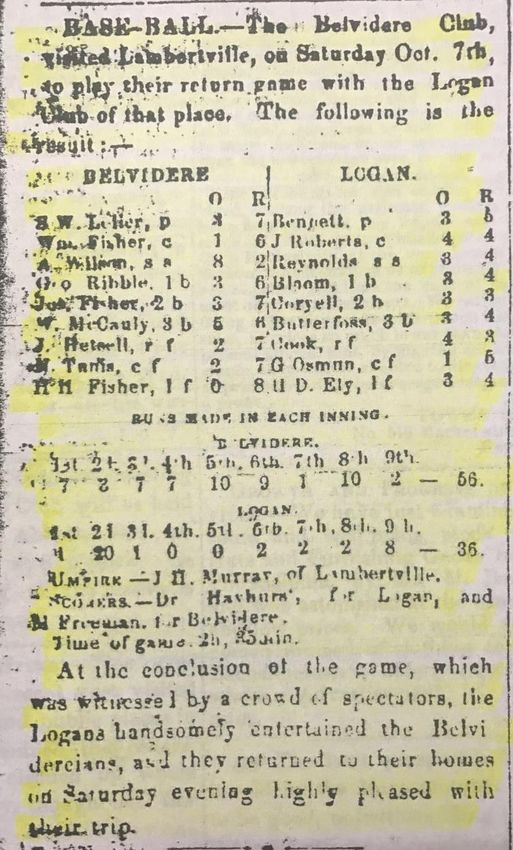 BASE-BALL.—The Belvidere Club,
visited Lambertville, on Saturday Oct. 7th,
to play their return game with the Logan
Club of that place. The following is the
result:—
BELVIDERE LOGAN.
O R O R
S W. p 3 7 Bennett, p 3
Wm. Fisher, c 1 6 J Roberts, c 4 4
A Wilson, s s 8 2 Reynolds s s 3 4
Geo Ribble, 1 b 3 6 Bloom, 1 b 3 4
Jos. Fisher, 2 b 3 7 Coryell, 2 b 3 3
W. McCauly, 3 b 5 6 Butterfoss, 3 b 3 4
J. Hetsell, r f 2 7 Cook, r f 4 3
N. Tams, c f 2 7 G Osmun, c f 1 5
H H Fisher, l f 0 8 H D. Ely, l f 3 4
RUNS MADE IN EACH INNING.
BELVIDERE.
1st 2d 3d. 4th 5th. 6th. 7th 8th 9th.
7 3 7 7 10 9 1 10 2 — 56.
LOGAN.
1st 2d 3d. 4th. 5th. 6th. 7th, 8th. 9th.
1 20 1 0 0 2 2 2 8 — 36.
UMPIRE—J H. Murray, of Lambertville.
SCORERS.—Dr Hayhurst, for Logan, and
M Freeman, for Belvidere.
Time of game. 2h, 35min.
At the conclusion of the game, which
was witnessed by a crowd of spectators, the
Logans handsomely entertained the Belvi
dereians, and they returned to their homes
on Saturday evening highly pleased with
their trip.